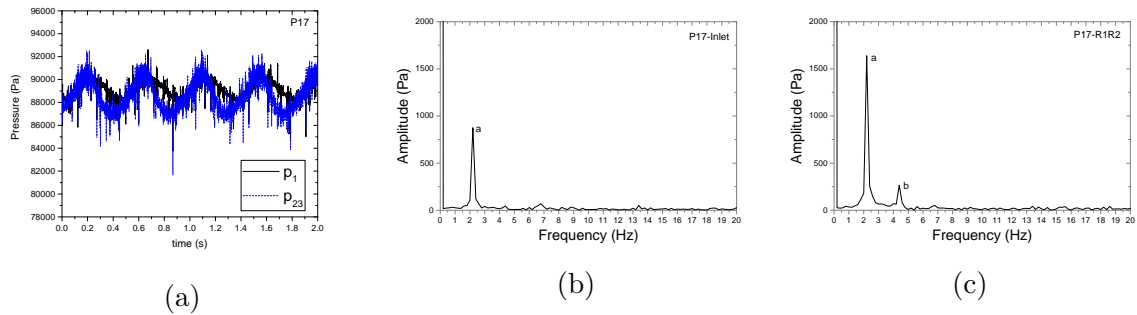 P17
96000
94000
92000
90000
88000
86000
84000
82000
80000
78000
Pressure (Pa)
0.0 0.2 0.4 0.6 0.8 1.0 1.2 1.4 1.6 1.8 2.0
time (s)
p1
p23
(a)
P17-Inlet
2000
1500
1000
500
0
Amplitude (Pa)
a
0 1 2 3 4 5 6 7 8 9 10 11 12 13 14 15 16 17 18 19 20
Frequency (Hz)
(b)
P17-R1R2
2000
1500
1000
500
0
Amplitude (Pa)
a
b
0 1 2 3 4 5 6 7 8 9 10 11 12 13 14 15 16 17 18 19 20
Frequency (Hz)
(c)